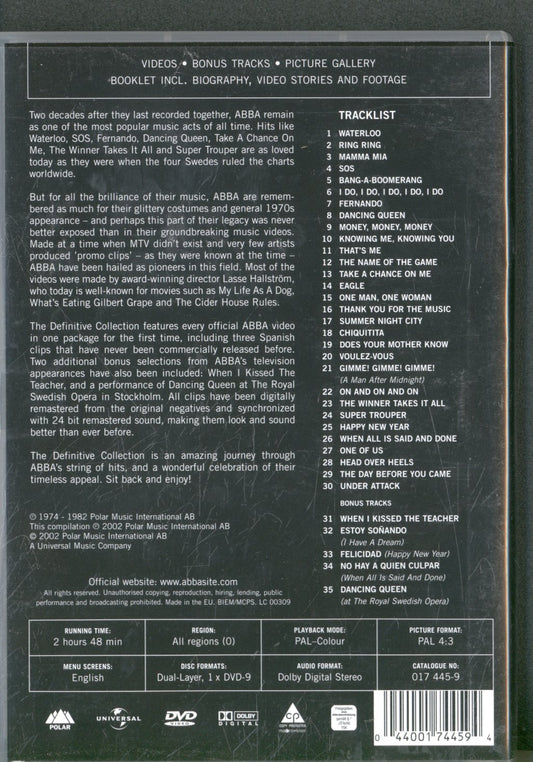 VIDEOS • BONUS TRACKS • PICTURE GALLERY
BOOKLET INCL. BIOGRAPHY, VIDEO STORIES AND FOOTAGE
Two decades after they last recorded together, ABBA remain
as one of the most popular music acts of all time. Hits like
Waterloo, SOS, Fernando, Dancing Queen, Take A Chance On
Me, The Winner Takes It All and Super Trouper are as loved
today as they were when the four Swedes ruled the charts
worldwide.
But for all the brilliance of their music, ABBA are remem-
bered as much for their glittery costumes and general 1970s
appearance – and perhaps this part of their legacy was never
better exposed than in their groundbreaking music videos.
Made at a time when MTV didn't exist and very few artists
produced 'promo clips' – as they were known at the time –
ABBA have been hailed as pioneers in this field. Most of the
videos were made by award-winning director Lasse Hallström,
who today is well-known for movies such as My Life As A Dog,
What's Eating Gilbert Grape and The Cider House Rules.
The Definitive Collection features every official ABBA video
in one package for the first time, including three Spanish
clips that have never been commercially released before.
Two additional bonus selections from ABBA's television
appearances have also been included: When I Kissed The
Teacher, and a performance of Dancing Queen at The Royal
Swedish Opera in Stockholm. All clips have been digitally
remastered from the original negatives and synchronized
with 24 bit remastered sound, making them look and sound
better than ever before.
The Definitive Collection is an amazing journey through
ABBA's string of hits, and a wonderful celebration of their
timeless appeal. Sit back and enjoy!
℗ 1974 - 1982 Polar Music International AB
This compilation ℗ 2002 Polar Music International AB
© 2002 Polar Music International AB
A Universal Music Company
Official website: www.abbasite.com
All rights reserved. Unauthorised copying, reproduction, hiring, lending, public
performance and broadcasting prohibited. Made in the EU. BIEM/MCPS. LC 00309
TRACKLIST
1 WATERLOO
2 RING RING
3 MAMMA MIA
4 SOS
5 BANG-A-BOOMERANG
6 I DO, I DO, I DO, I DO, I DO
7 FERNANDO
8 DANCING QUEEN
9 MONEY, MONEY, MONEY
10 KNOWING ME, KNOWING YOU
11 THAT'S ME
12 THE NAME OF THE GAME
13 TAKE A CHANCE ON ME
14 EAGLE
15 ONE MAN, ONE WOMAN
16 THANK YOU FOR THE MUSIC
17 SUMMER NIGHT CITY
18 CHIQUITITA
19 DOES YOUR MOTHER KNOW
20 VOULEZ-VOUS
21 GIMME! GIMME! GIMME!
(A Man After Midnight)
22 ON AND ON AND ON
23 THE WINNER TAKES IT ALL
24 SUPER TROUPER
25 HAPPY NEW YEAR
26 WHEN ALL IS SAID AND DONE
27 ONE OF US
28 HEAD OVER HEELS
29 THE DAY BEFORE YOU CAME
30 UNDER ATTACK
BONUS TRACKS
31 WHEN I KISSED THE TEACHER
32 ESTOY SOÑANDO
(I Have A Dream)
33 FELICIDAD (Happy New Year)
34 NO HAY A QUIEN CULPAR
(When All Is Said And Done)
35 DANCING QUEEN
(at The Royal Swedish Opera)
RUNNING TIME:
2 hours 48 min
REGION:
All regions (0)
PLAYBACK MODE:
PAL–Colour
PICTURE FORMAT:
PAL 4:3
MENU SCREENS:
English
DISC FORMATS:
Dual-Layer, 1 x DVD-9
AUDIO FORMAT:
Dolby Digital Stereo
CATALOGUE NO:
017 445-9
POLAR
UNIVERSAL
DVD
VIDEO
DOLBY
DIGITAL
CP
COPY PROTECTED
0 44001 74459 4